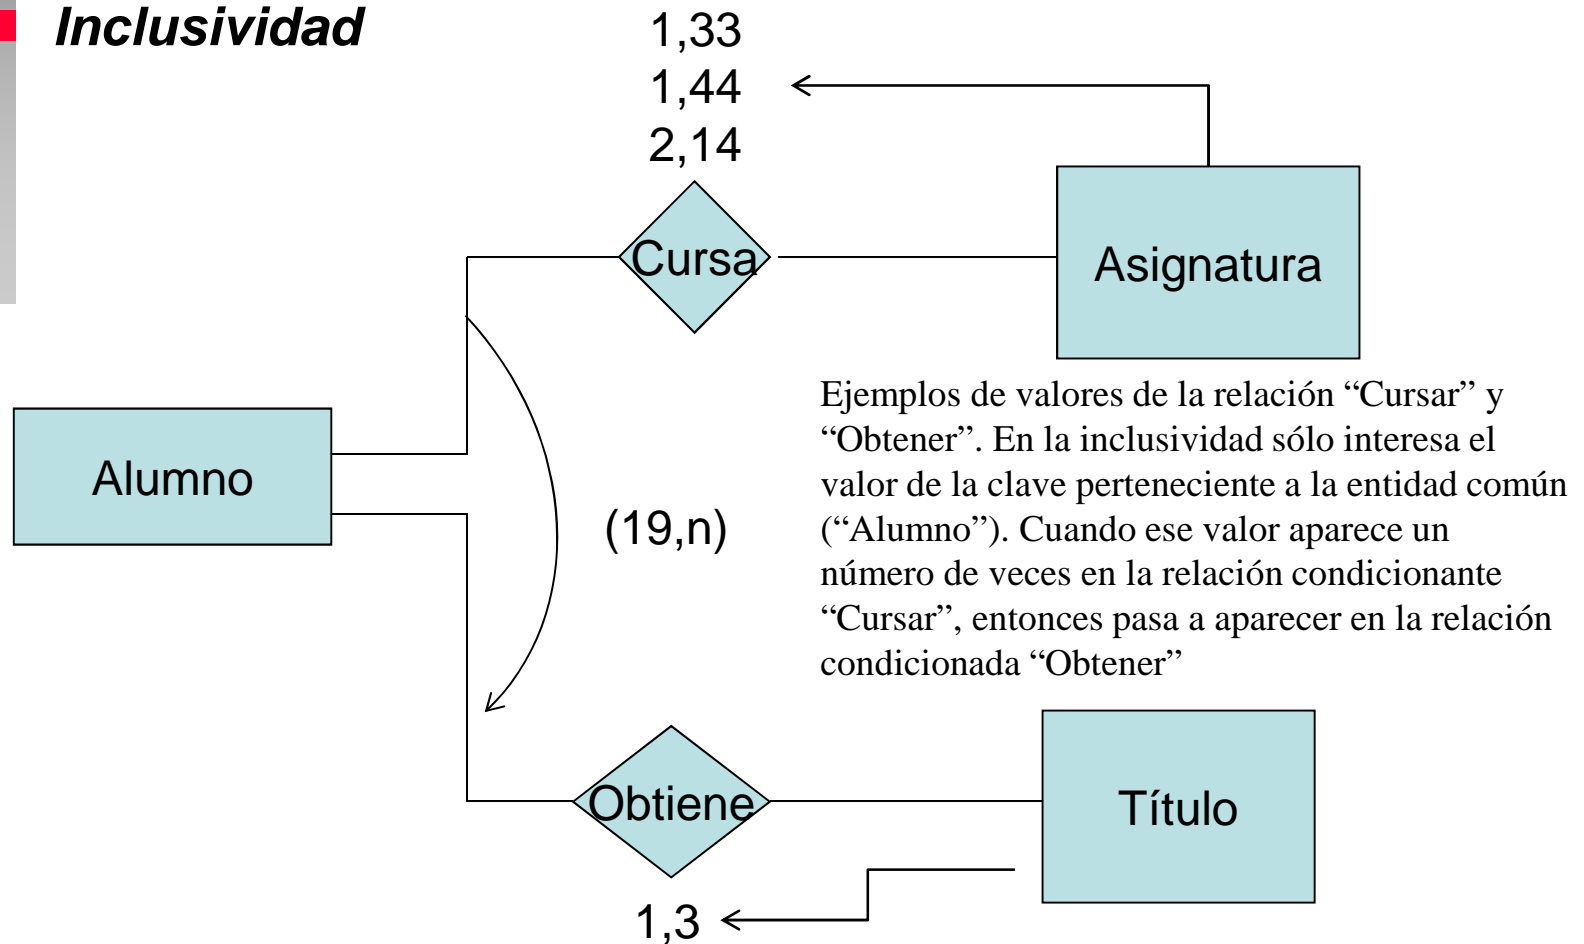 Inclusividad
1,33
1,44
2,14
Cursa
Asignatura
Alumno
(19,n)
Ejemplos de valores de la relación “Cursar” y
“Obtener”. En la inclusividad sólo interesa el
valor de la clave perteneciente a la entidad común
(“Alumno”). Cuando ese valor aparece un
número de veces en la relación condicionante
“Cursar”, entonces pasa a aparecer en la relación
condicionada “Obtener”
Obtiene
Título
1,3